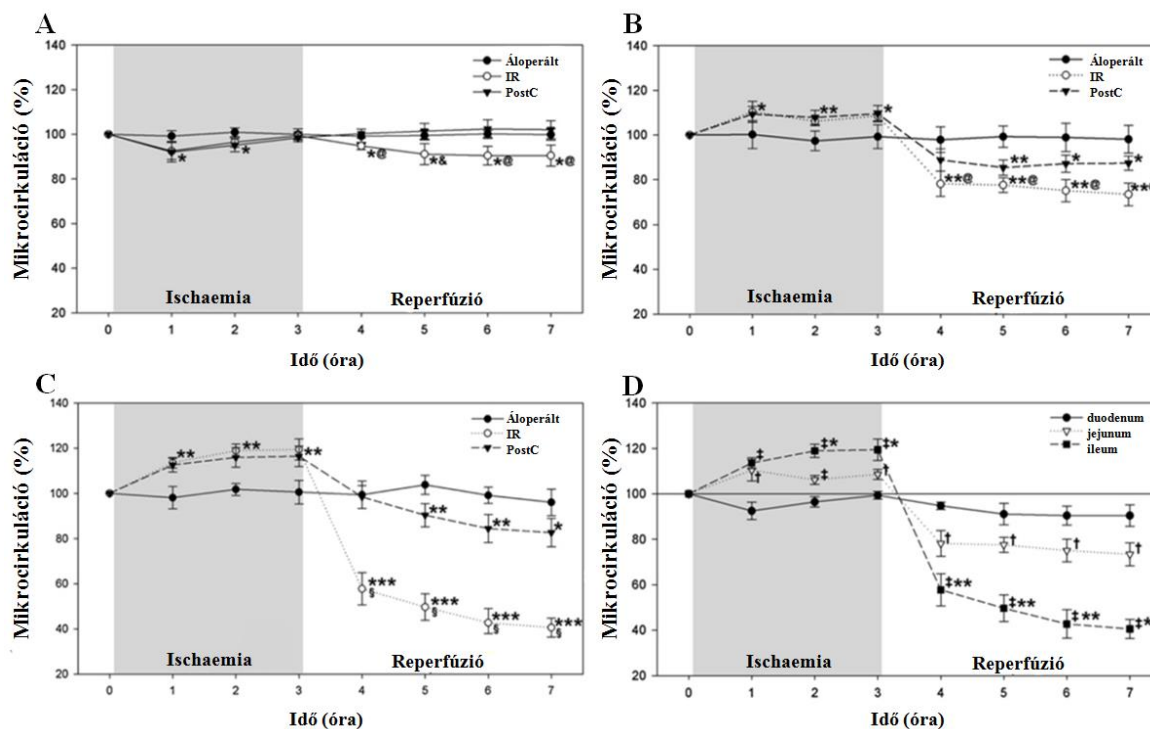 A
Mikrocirkuláció (%)
140
120
100
80
60
40
20
Áloperált
IR
PostC
*
*
*@
*&
*@
*@
Ischaemia
Reperfúzió
0 1 2 3 4 5 6 7
Idő (óra)
B
Mikrocirkuláció (%)
140
120
100
80
60
40
20
Áloperált
IR
PostC
*
**
*
**
*
*
**@
**@
**@
Ischaemia
Reperfúzió
0 1 2 3 4 5 6 7
Idő (óra)
C
Mikrocirkuláció (%)
140
120
100
80
60
40
20
Áloperált
IR
PostC
**
**
**
**
**
*
***
§
***
§
***
§
***
§
Ischaemia
Reperfúzió
0 1 2 3 4 5 6 7
Idő (óra)
D
Mikrocirkuláció (%)
140
120
100
80
60
40
20
duodenum
jejunum
ileum
‡
‡*
‡*
†
‡
†
†
†
†
†
‡**
‡**
‡**
Ischaemia
Reperfúzió
0 1 2 3 4 5 6 7
Idő (óra)